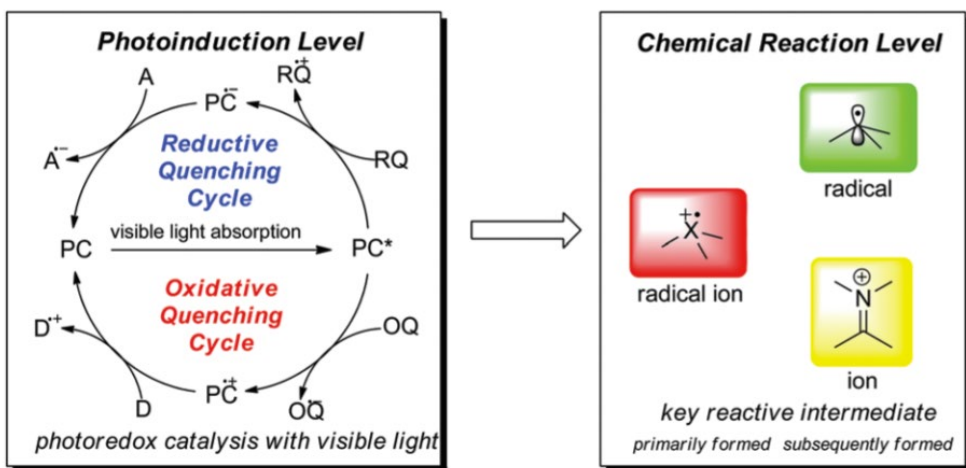 Photoinduction Level
A
RQ•+
PC•−
A•−
Reductive
Quenching
Cycle
RQ
visible light absorption
PC
PC*
Oxidative
Quenching
Cycle
D•+
OQ
PC•+
D
OQ•−
photoredox catalysis with visible light
Chemical Reaction Level
radical
+•
X
radical ion
+
N
ion
key reactive intermediate
primarily formed subsequently formed